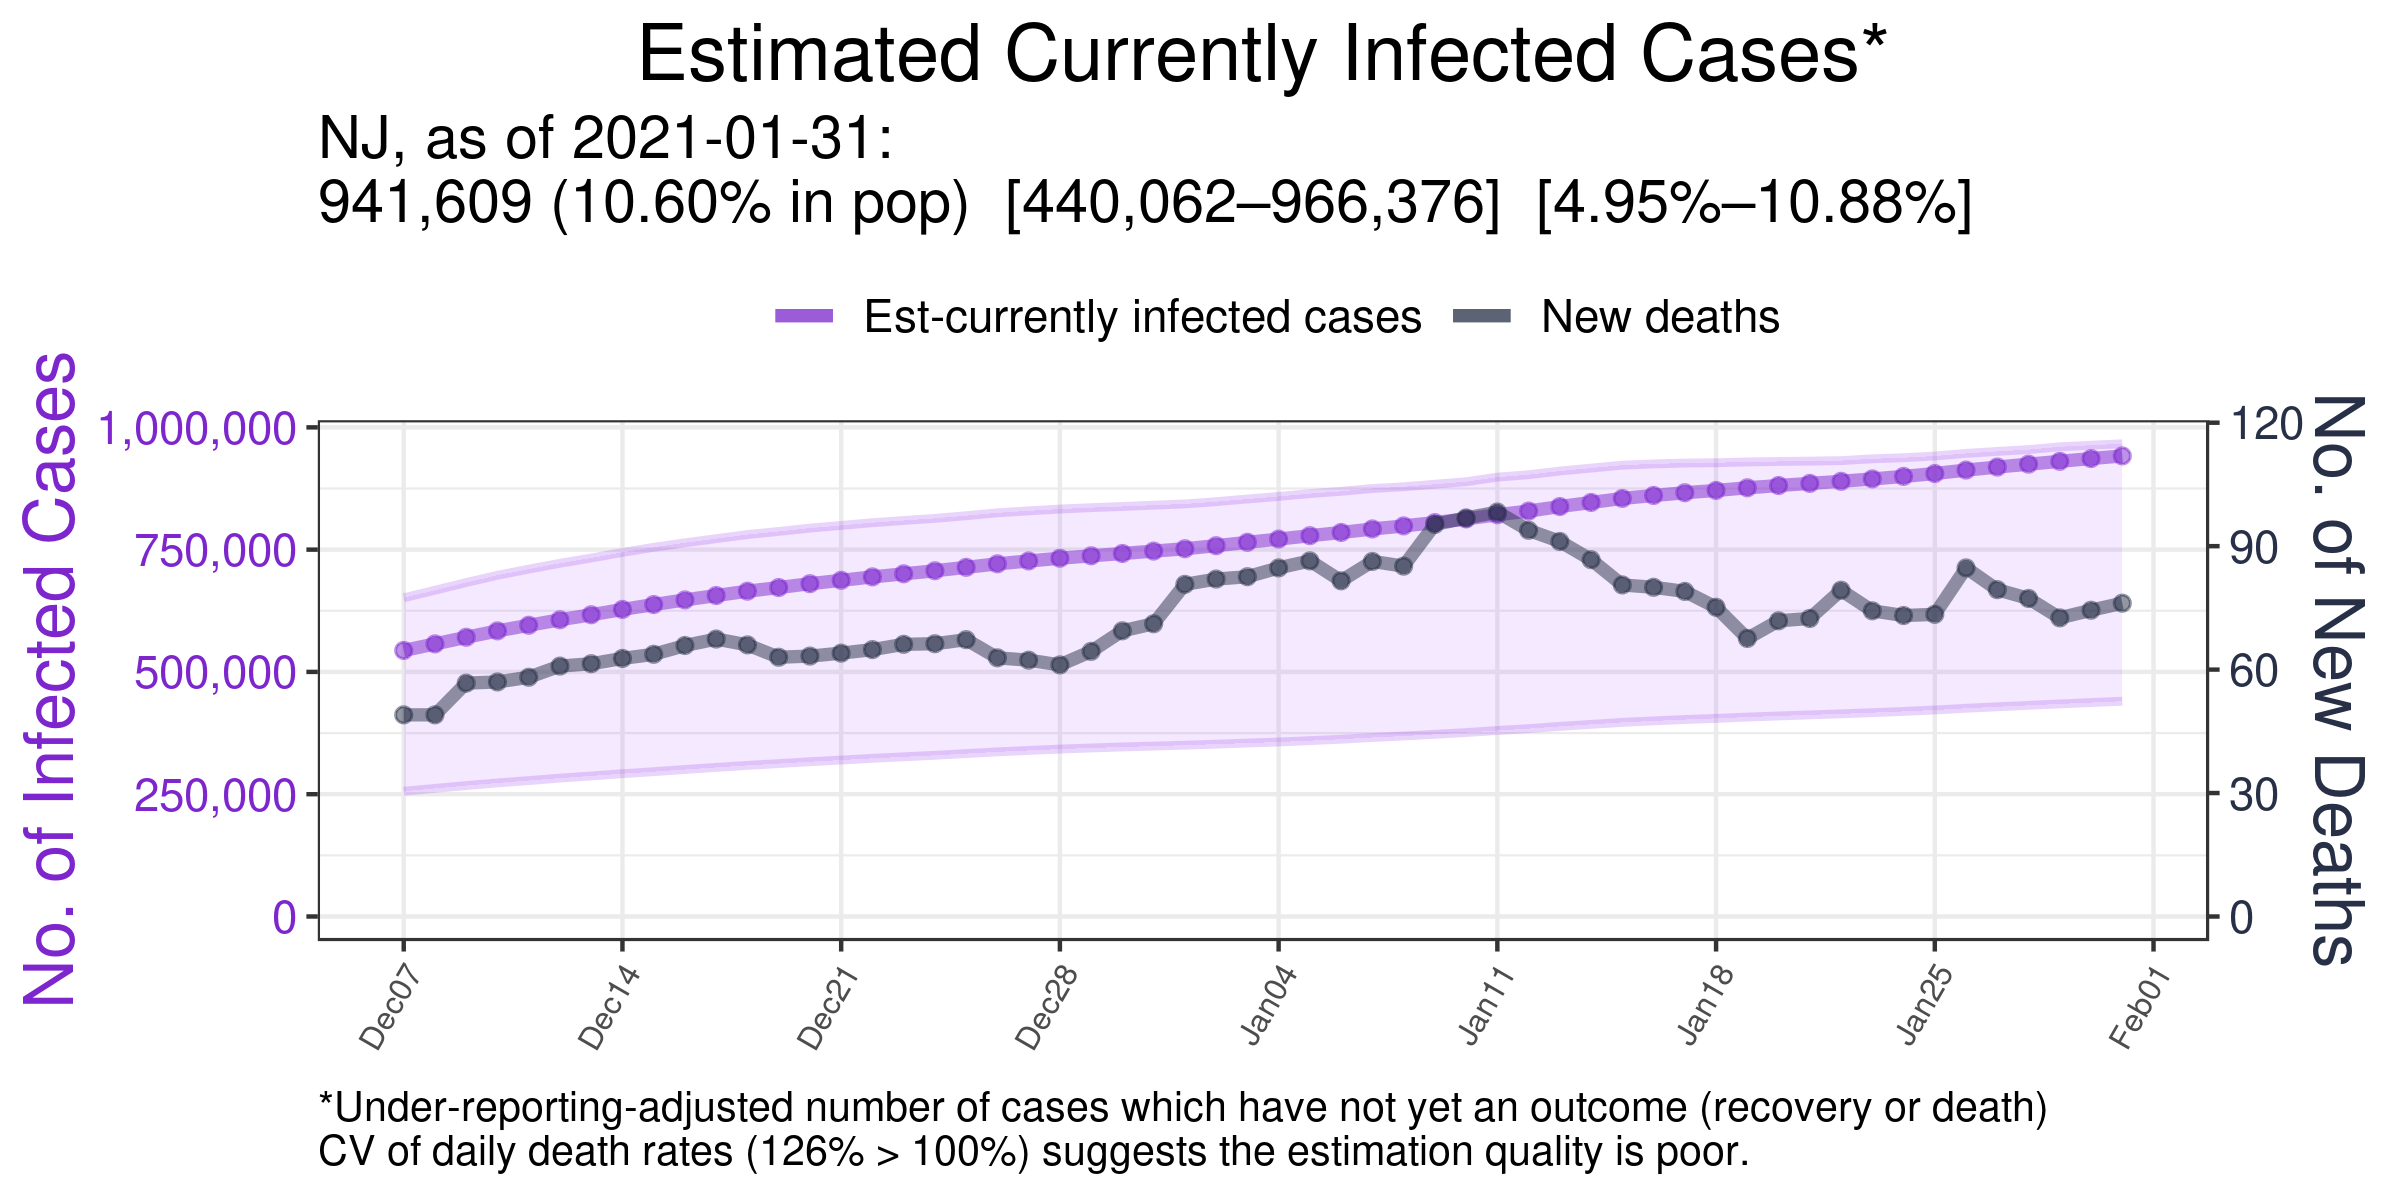 Estimated Currently Infected Cases*
NJ, as of 2021-01-31:
941,609 (10.60% in pop)  [440,062–966,376]  [4.95%–10.88%]
Est-currently infected cases
New deaths
No. of Infected Cases
1,000,000
750,000
500,000
250,000
0
120
90
60
30
0
No. of New Deaths
Dec07
Dec14
Dec21
Dec28
Jan04
Jan11
Jan18
Jan25
Feb01
*Under-reporting-adjusted number of cases which have not yet an outcome (recovery or death)
CV of daily death rates (126% > 100%) suggests the estimation quality is poor.